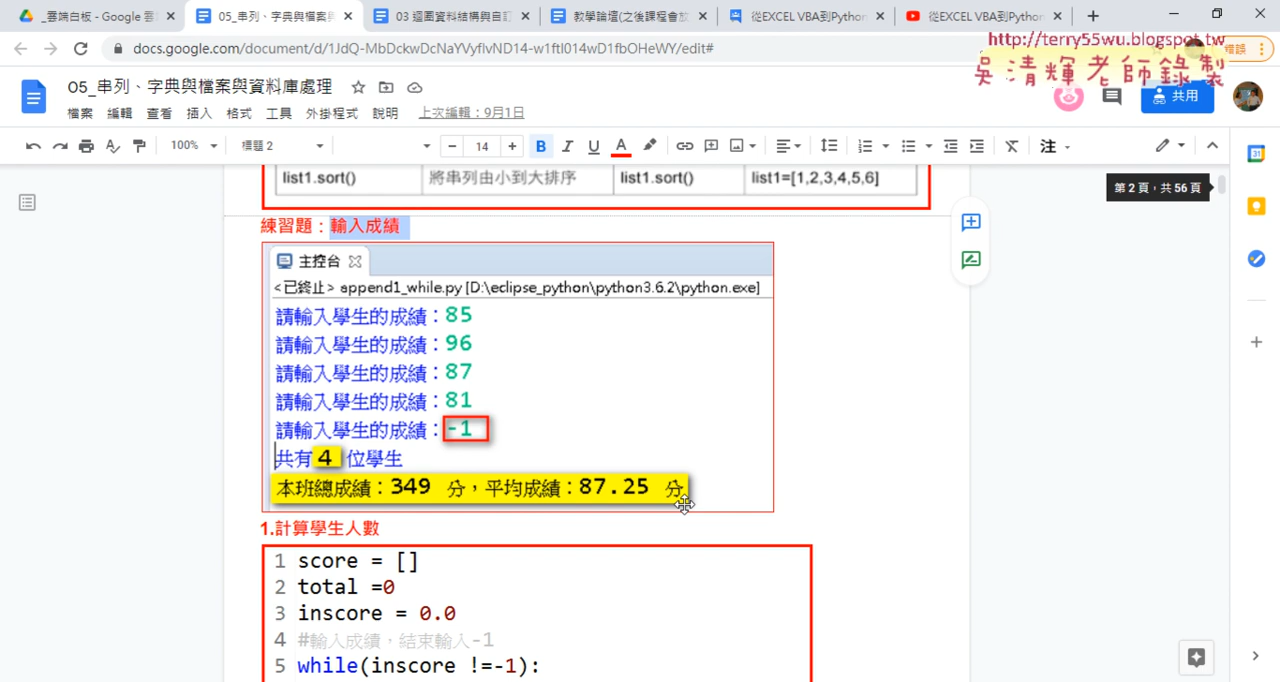 _雲端白板 - Google 雲
05_串列、字典與檔案與
03 迴圈資料結構與自訂
教學論壇(之後課程會放
從EXCEL VBA到Python
從EXCEL VBA到Python
docs.google.com/document/d/1JdQ-MbDckwDcNaYVyfIvND14-w1ftI014wD1fbOHeWY/edit#
http://terry55wu.blogspot.tw
吳清輝老師錄製
05_串列、字典與檔案與資料庫處理
檔案 編輯 查看 插入 格式 工具 外掛程式 說明 上次編輯：9月1日
共用
100% 標題 2 14 B I U A 注
list1.sort() 將串列由小到大排序 list1.sort() list1=[1,2,3,4,5,6]
第 2 頁，共 56 頁
練習題：輸入成績
主控台
<已終止> append1_while.py [D:\eclipse_python\python3.6.2\python.exe]
請輸入學生的成績：85
請輸入學生的成績：96
請輸入學生的成績：87
請輸入學生的成績：81
請輸入學生的成績：-1
共有 4 位學生
本班總成績：349 分，平均成績：87.25 分
1.計算學生人數
1 score = []
2 total =0
3 inscore = 0.0
4 #輸入成績，結束輸入-1
5 while(inscore !=-1):